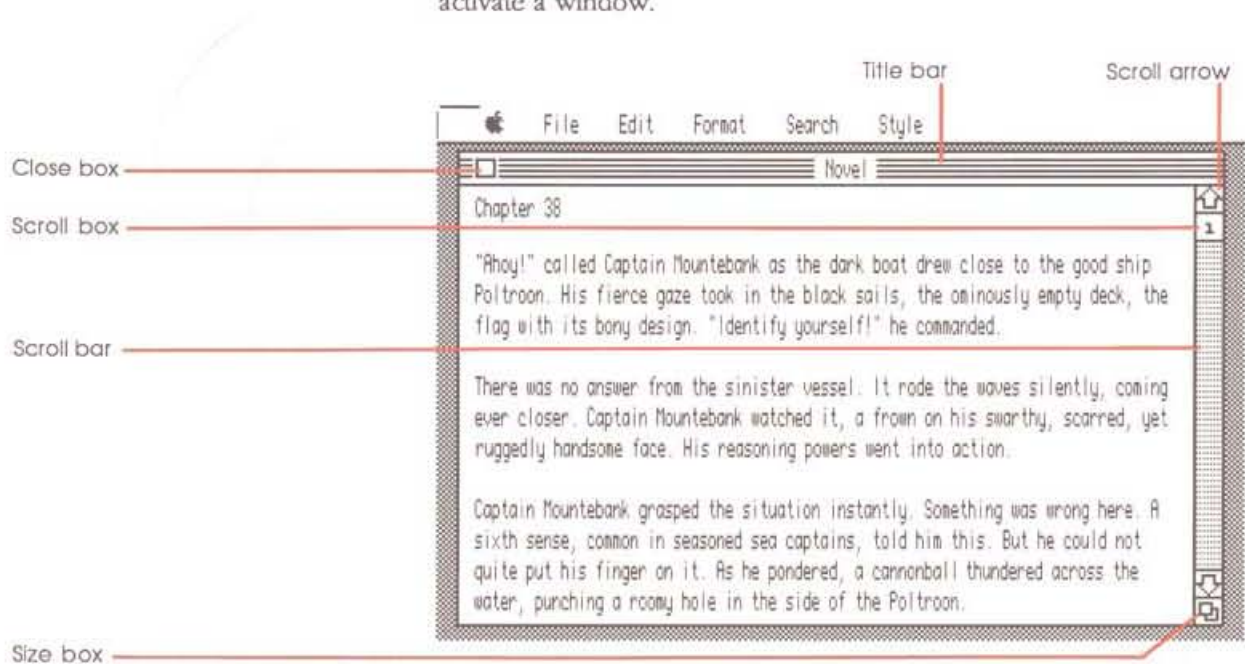 activate a window.
Title bar
Scroll arrow
File Edit Format Search Style
Close box
Novel
Chapter 38
Scroll box
1
"Ahoy!" called Captain Mountebank as the dark boat drew close to the good ship
Poltroon. His fierce gaze took in the black sails, the ominously empty deck, the
flag with its bony design. "Identify yourself!" he commanded.
Scroll bar
There was no answer from the sinister vessel. It rode the waves silently, coming
ever closer. Captain Mountebank watched it, a frown on his swarthy, scarred, yet
ruggedly handsome face. His reasoning powers went into action.
Captain Mountebank grasped the situation instantly. Something was wrong here. A
sixth sense, common in seasoned sea captains, told him this. But he could not
quite put his finger on it. As he pondered, a cannonball thundered across the
water, punching a roomy hole in the side of the Poltroon.
Size box